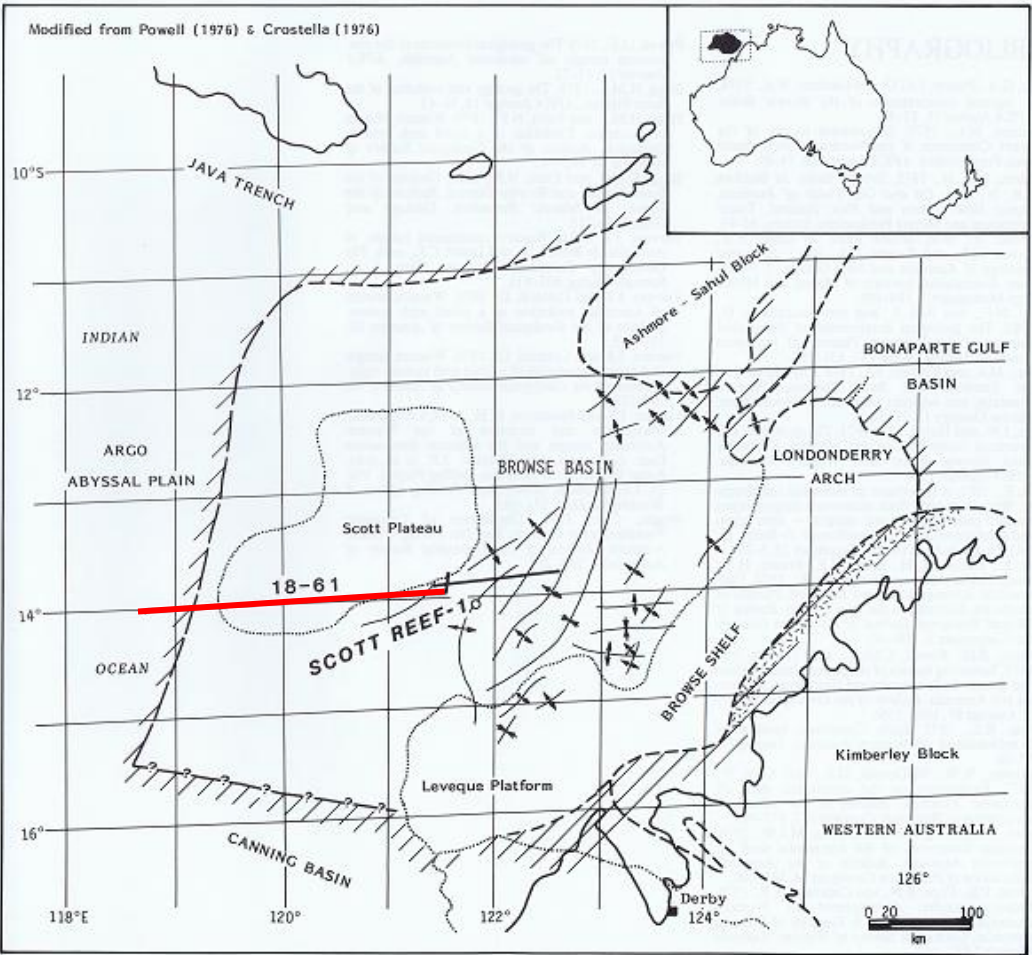 Modified from Powell (1976) & Crostella (1976)
10°S
JAVA TRENCH
Ashmore Sahul Block
INDIAN
BONAPARTE GULF
BASIN
12°
ARGO
ABYSSAL PLAIN
BROWSE BASIN
LONDONDERRY
ARCH
Scott Plateau
18-61
14°
SCOTT REEF-1
OCEAN
BROWSE SHELF
Kimberley Block
Leveque Platform
? ? ? ? ? ?
16°
CANNING BASIN
WESTERN AUSTRALIA
126°
Derby
118°E
120°
122°
124°
0 20 100
km